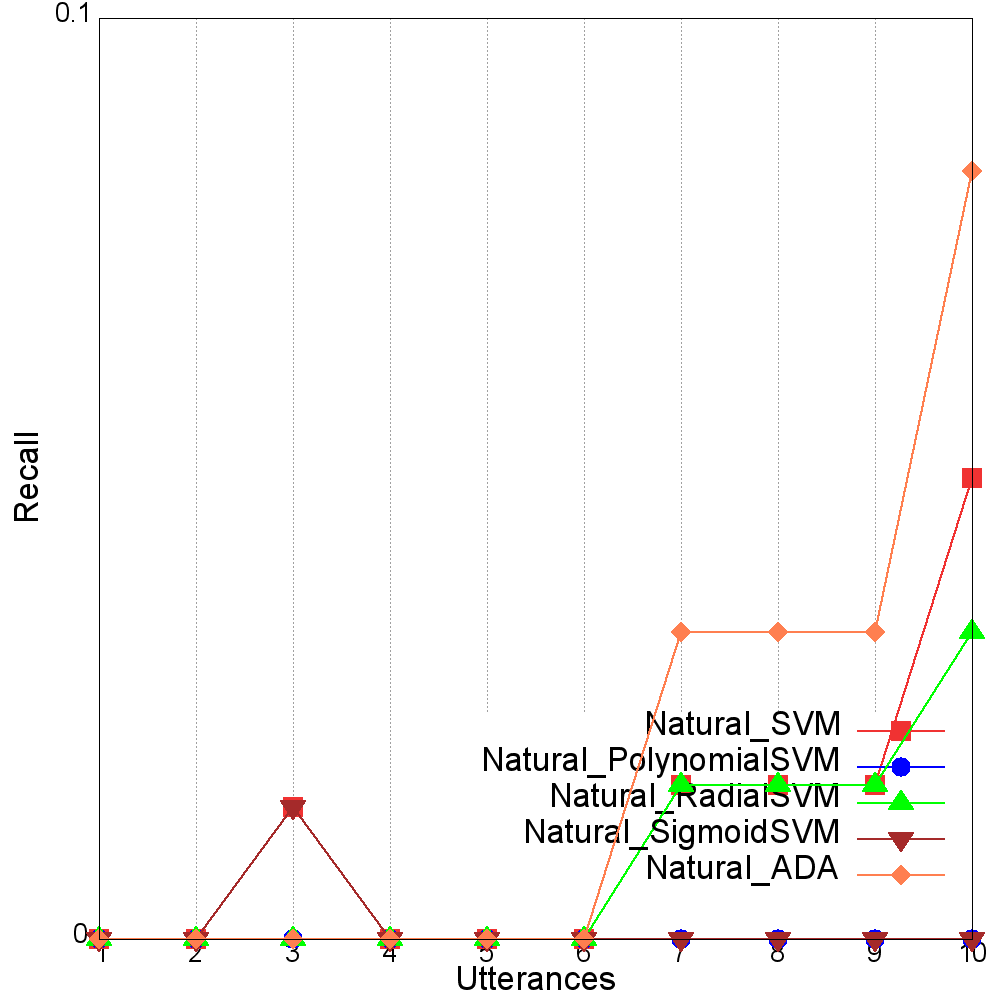 0.1
Recall
Natural_SVM
Natural_PolynomialSVM
Natural_RadialSVM
Natural_SigmoidSVM
Natural_ADA
0
1 2 3 4 5 6 7 8 9 10
Utterances